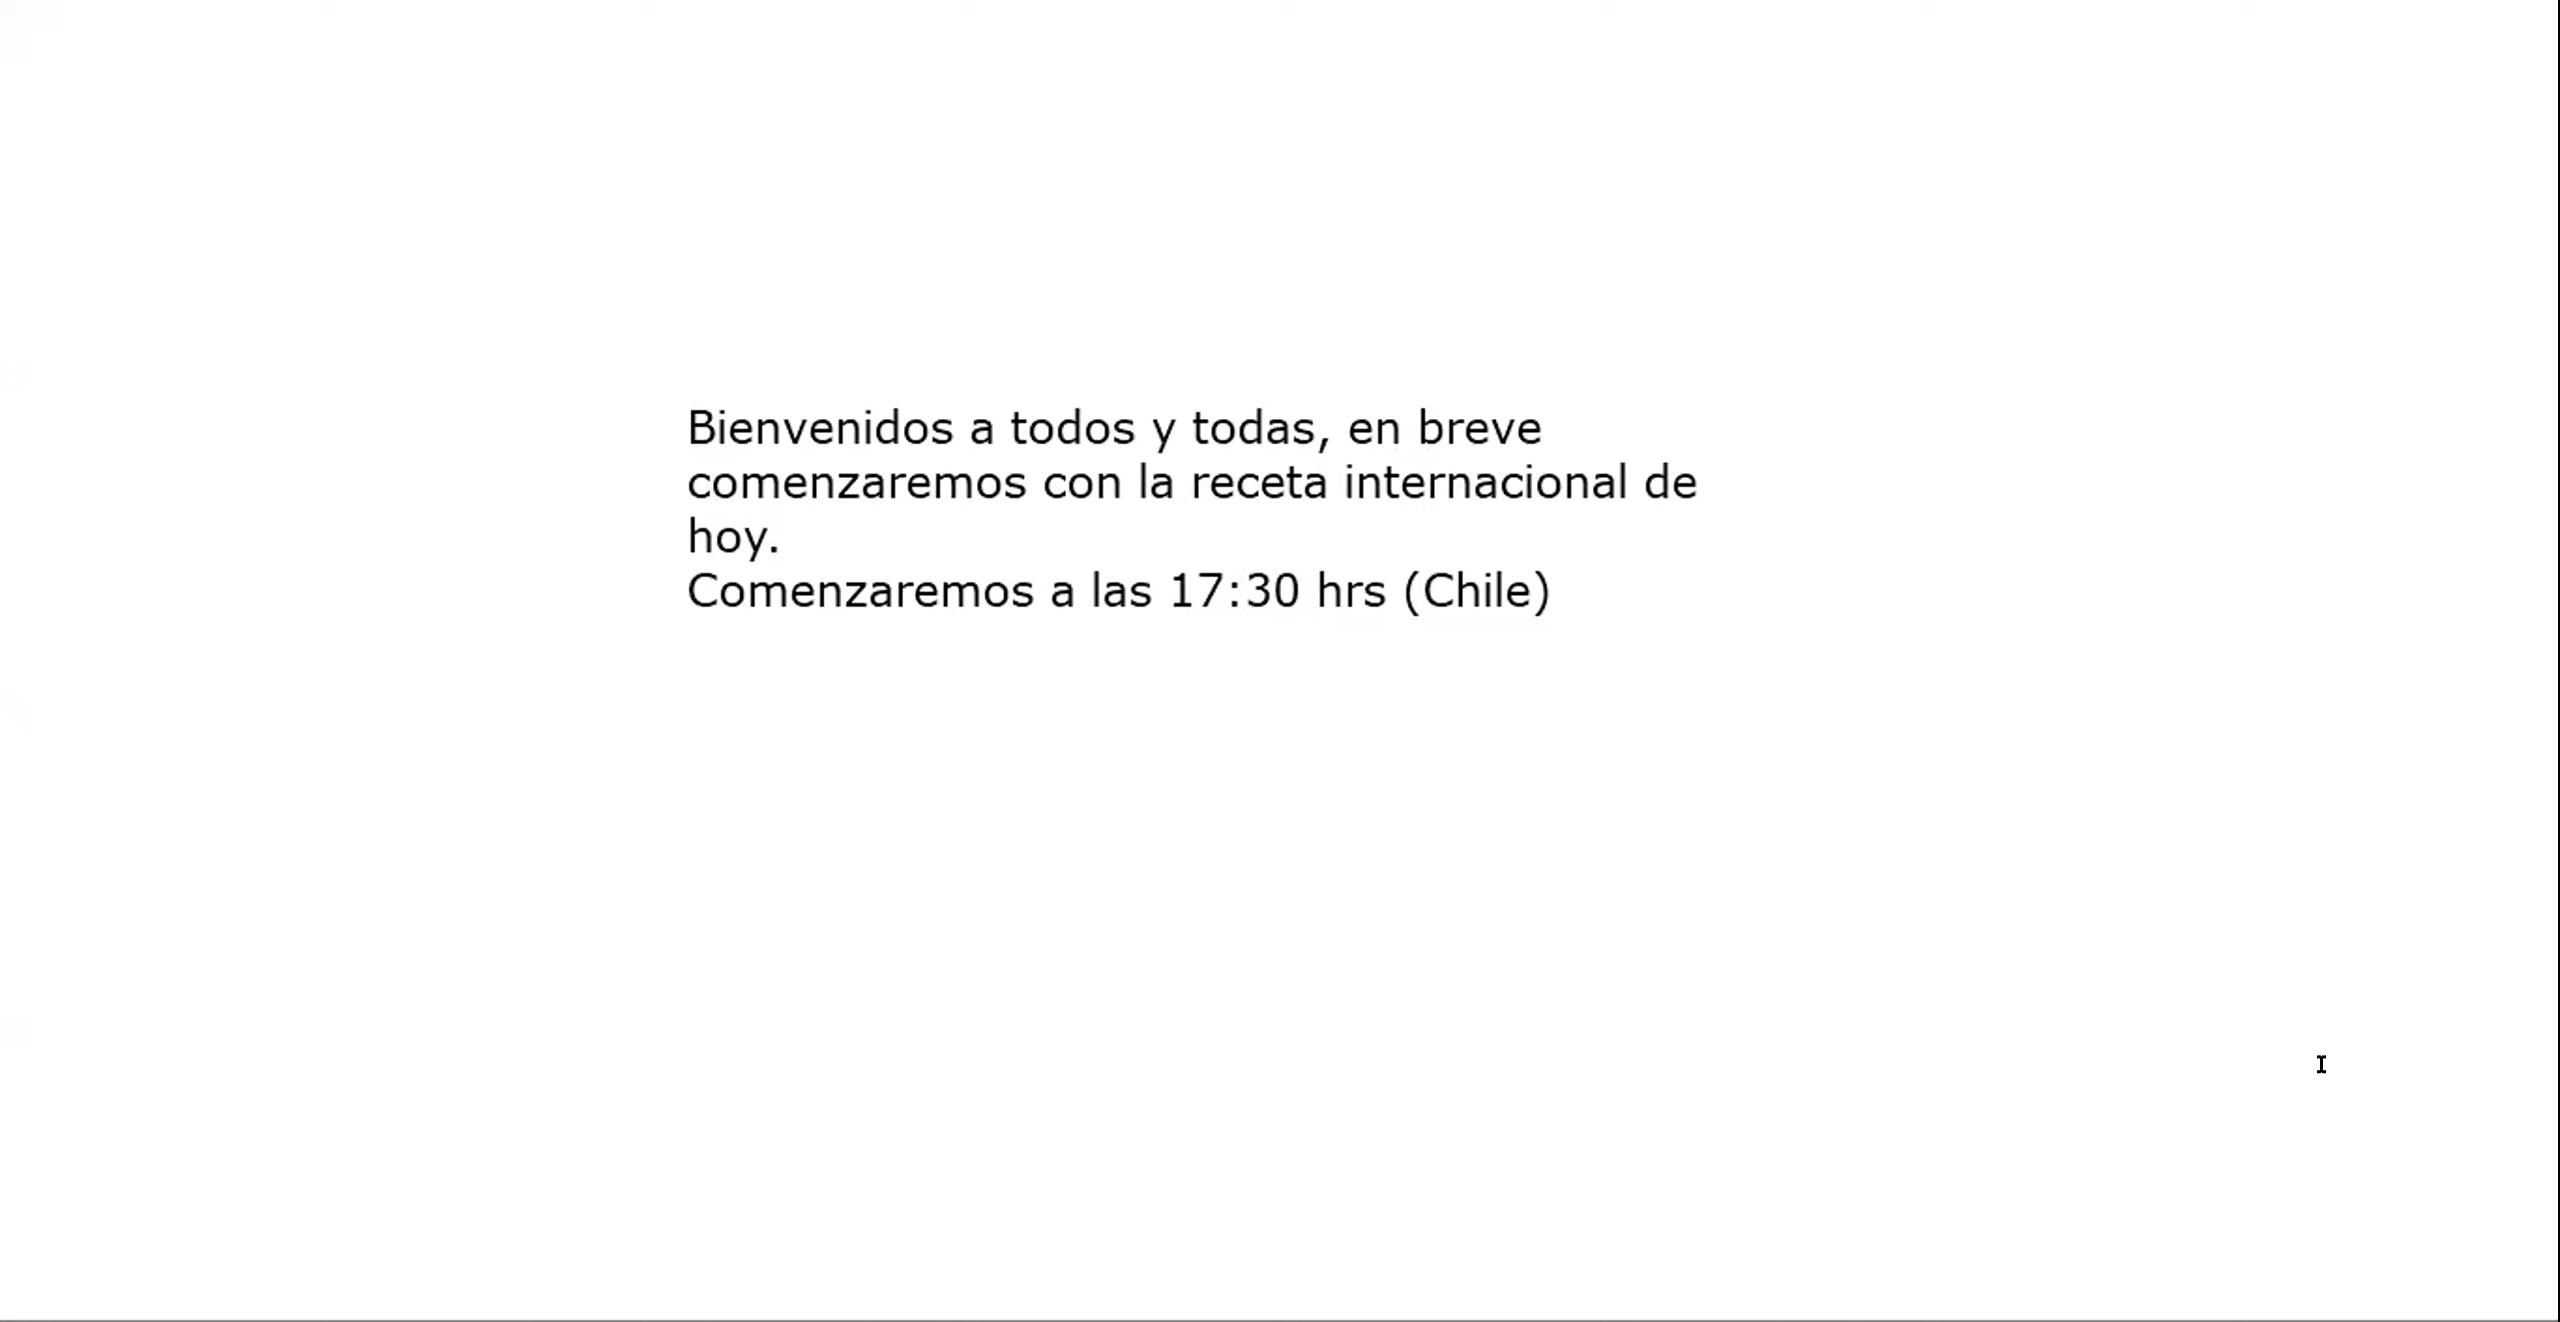 Bienvenidos a todos y todas, en breve
comenzaremos con la receta internacional de
hoy.
Comenzaremos a las 17:30 hrs (Chile)